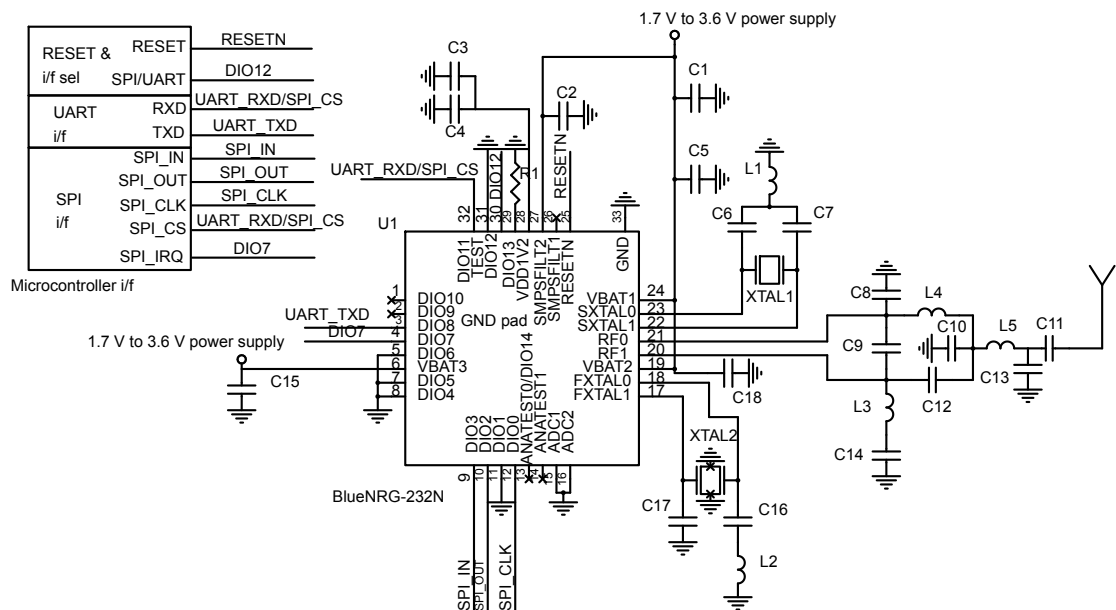 1.7 V to 3.6 V power supply
RESET & i/f sel
RESET
RESETN
SPI/UART
DIO12
UART i/f
RXD
UART_RXD/SPI_CS
TXD
UART_TXD
SPI i/f
SPI_IN
SPI_IN
SPI_OUT
SPI_OUT
SPI_CLK
SPI_CLK
SPI_CS
UART_RXD/SPI_CS
SPI_IRQ
DIO7
Microcontroller i/f
C3
C4
C2
C1
C5
L1
C6
C7
XTAL1
UART_RXD/SPI_CS
DIO12
R1
RESETN
U1
32
31
30
29
28
27
26
25
33
DIO11
TEST
DIO12
DIO13
VDD1V2
SMPSFILT2
SMPSFILT1
RESETN
GND
GND pad
1
2
3
4
5
6
7
8
DIO10
DIO9
DIO8
DIO7
DIO6
VBAT3
DIO5
DIO4
UART_TXD
DIO7
1.7 V to 3.6 V power supply
C15
VBAT1
SXTAL0
SXTAL1
RF0
RF1
VBAT2
FXTAL0
FXTAL1
24
23
22
21
20
19
18
17
DIO3
DIO2
DIO1
DIO0
ANATEST0/DIO14
ANATEST1
ADC1
ADC2
9
10
11
12
13
14
15
16
BlueNRG-232N
SPI_IN
SPI_OUT
SPI_CLK
C18
XTAL2
C17
C16
L2
C8
L4
C9
C10
L5
C11
C13
C12
L3
C14